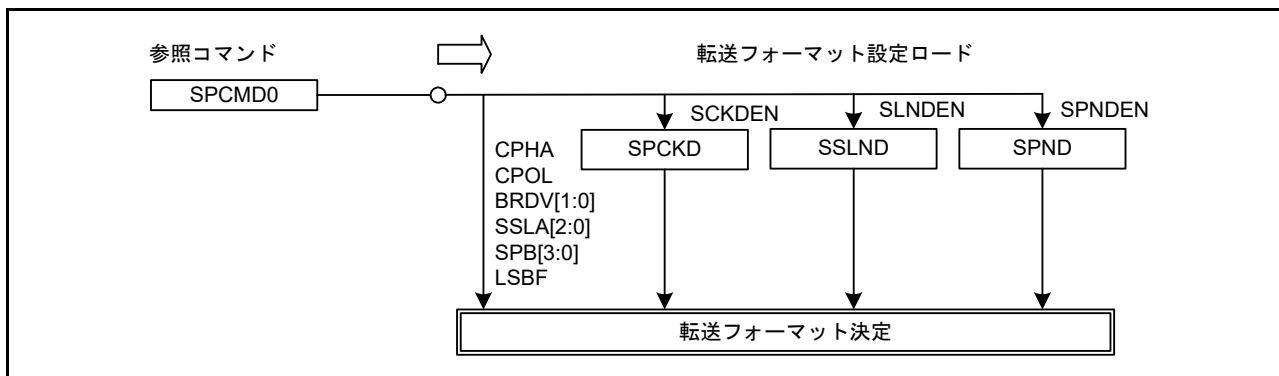 参照コマンド
転送フォーマット設定ロード
SPCMD0
SCKDEN
SLNDEN
SPNDEN
SPCKD
SSLND
SPND
CPHA
CPOL
BRDV[1:0]
SSLA[2:0]
SPB[3:0]
LSBF
転送フォーマット決定